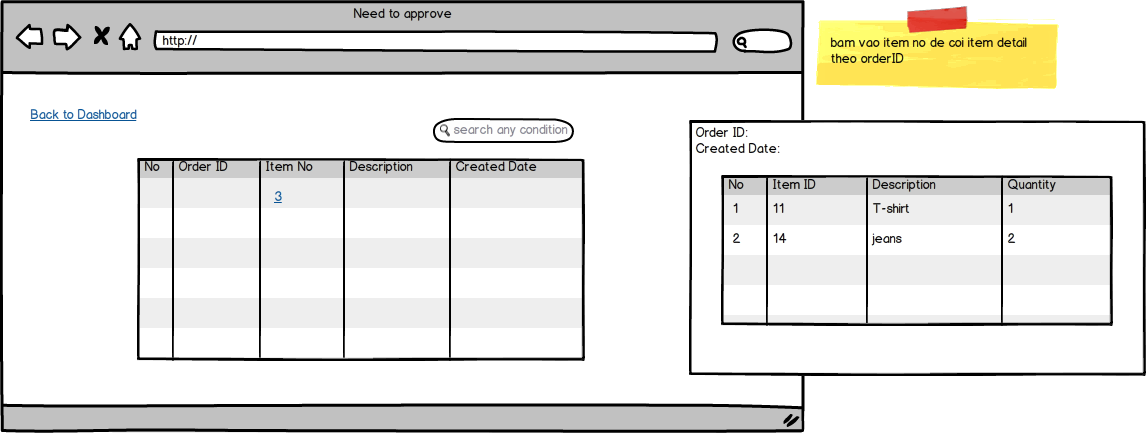 Need to approve
http://
bam vao item no de coi item detail
theo orderID
Back to Dashboard
search any condition
No Order ID Item No Description Created Date
3
Order ID:
Created Date:
No Item ID Description Quantity
1 11 T-shirt 1
2 14 jeans 2